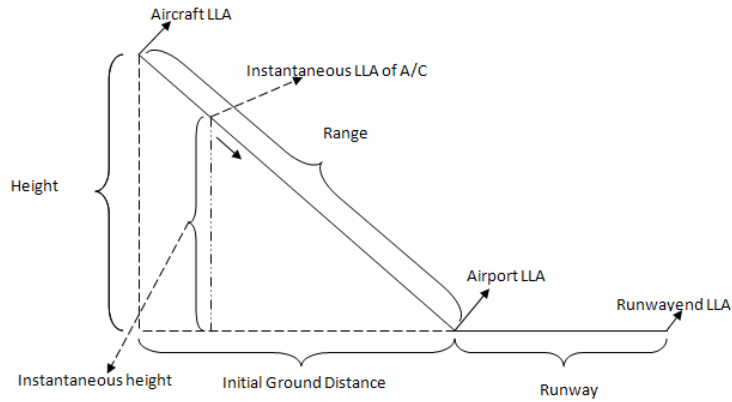 Aircraft LLA
Instantaneous LLA of A/C
Range
Height
Airport LLA
Runwayend LLA
Instantaneous height
Initial Ground Distance
Runway